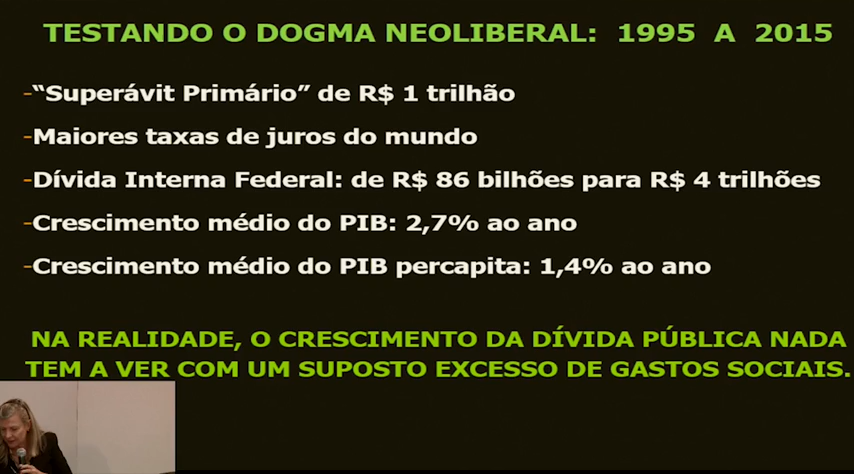 TESTANDO O DOGMA NEOLIBERAL: 1995 A 2015
-“Superávit Primário” de R$ 1 trilhão
-Maiores taxas de juros do mundo
-Dívida Interna Federal: de R$ 86 bilhões para R$ 4 trilhões
-Crescimento médio do PIB: 2,7% ao ano
-Crescimento médio do PIB percapita: 1,4% ao ano
NA REALIDADE, O CRESCIMENTO DA DÍVIDA PÚBLICA NADA
TEM A VER COM UM SUPOSTO EXCESSO DE GASTOS SOCIAIS.